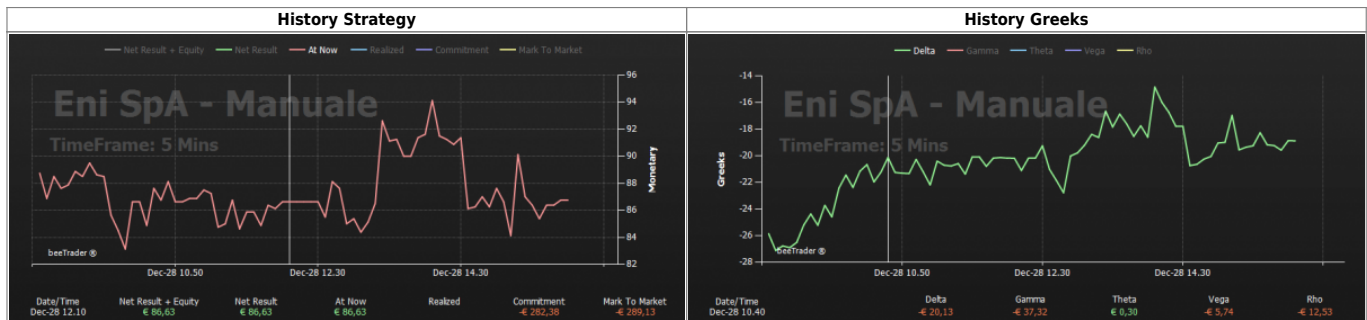 History Strategy
History Greeks
Net Result + Equity Net Result At Now Realized Commitment Mark To Market
Eni SpA - Manuale
TimeFrame: 5 Mins
96
94
92
90
88
86
84
82
Monetary
beeTrader ®
Dec-28 10.50 Dec-28 12.30 Dec-28 14.30
Date/Time Net Result + Equity Net Result At Now Realized Commitment Mark To Market
Dec-28 12.10 € 86,63 € 86,63 € 86,63 -€ 282,38 -€ 289,13
Delta Gamma Theta Vega Rho
Eni SpA - Manuale
TimeFrame: 5 Mins
-14
-16
-18
-20
-22
-24
-26
-28
Greeks
beeTrader ®
Dec-28 10.50 Dec-28 12.30 Dec-28 14.30
Date/Time Delta Gamma Theta Vega Rho
Dec-28 10.40 -€ 20,13 -€ 37,32 € 0,30 -€ 5,74 -€ 12,53